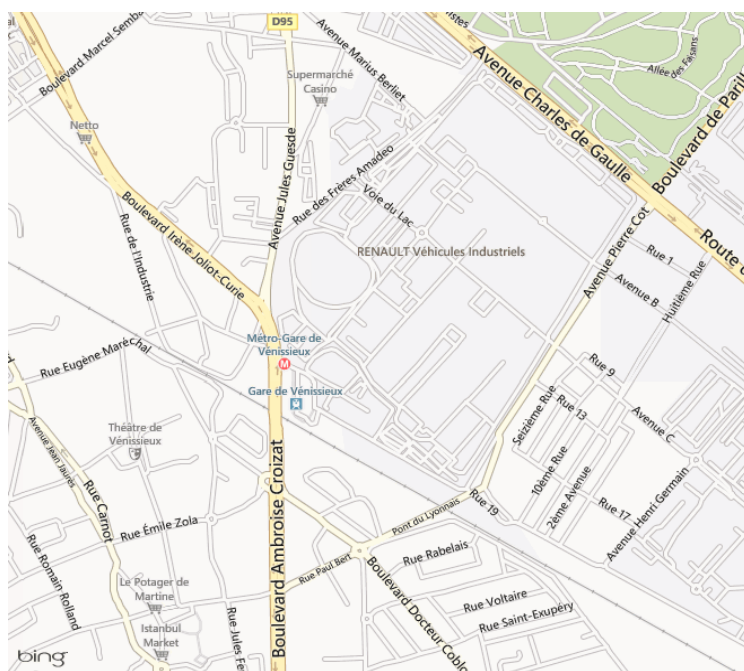 D95
Boulevard Marcel Semba
Avenue Marius Berliet
Avenue Charles de Gaulle
Allée des Faisans
Boulevard de Parill
Supermarché
Casino
Netto
Avenue Jules Guesde
Rue des Frères Amadeo
Voie du Lac
Boulevard Irène Joliot-Curie
Rue de
l'Industrie
RENAULT Véhicules Industriels
Avenue Pierre Cot
Route d
Rue 1
Avenue B
Huitième Rue
Métro-Gare de
Vénissieux
M
Gare de Vénissieux
Rue Eugène Maréchal
Rue 9
Seizième Rue
Rue 13
Avenue C
Théâtre de
Vénissieux
Avenue Jean Jaurès
Rue Carnot
Boulevard Ambroise Croizat
10ème Rue
2ème Avenue
Rue 17
Avenue Henri Germain
Rue 19
Pont du Lyonnais
Rue Émile Zola
Rue Paul Bert
Rue Rabelais
Boulevard Docteur Coblo
Rue Voltaire
Rue Saint-Exupéry
Rue Romain Rolland
Le Potager de
Martine
Istanbul
Market
Rue Jules Fe
bing